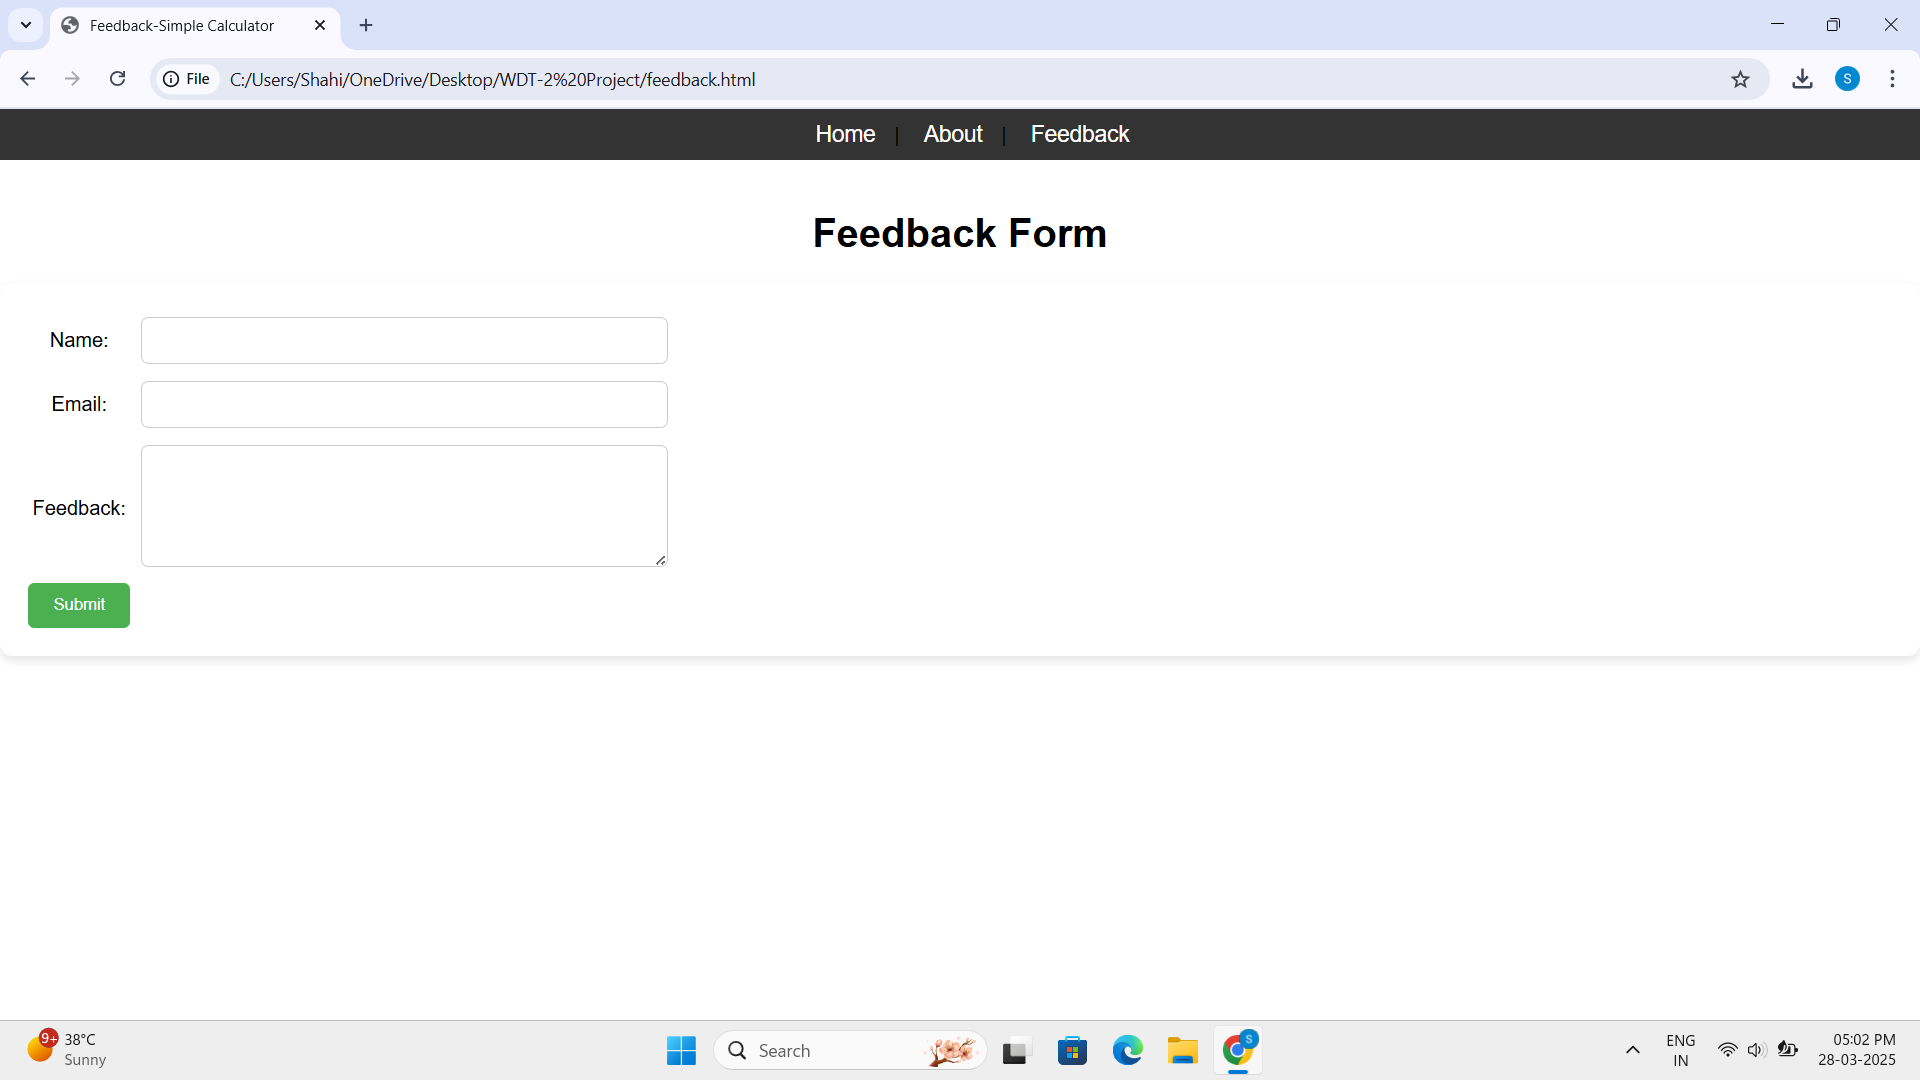 Feedback-Simple Calculator
File C:/Users/Shahi/OneDrive/Desktop/WDT-2%20Project/feedback.html S
Home | About | Feedback
Feedback Form
Name:
Email:
Feedback:
Submit
9+ 38°C
Sunny
Search
S
ENG
IN
05:02 PM
28-03-2025